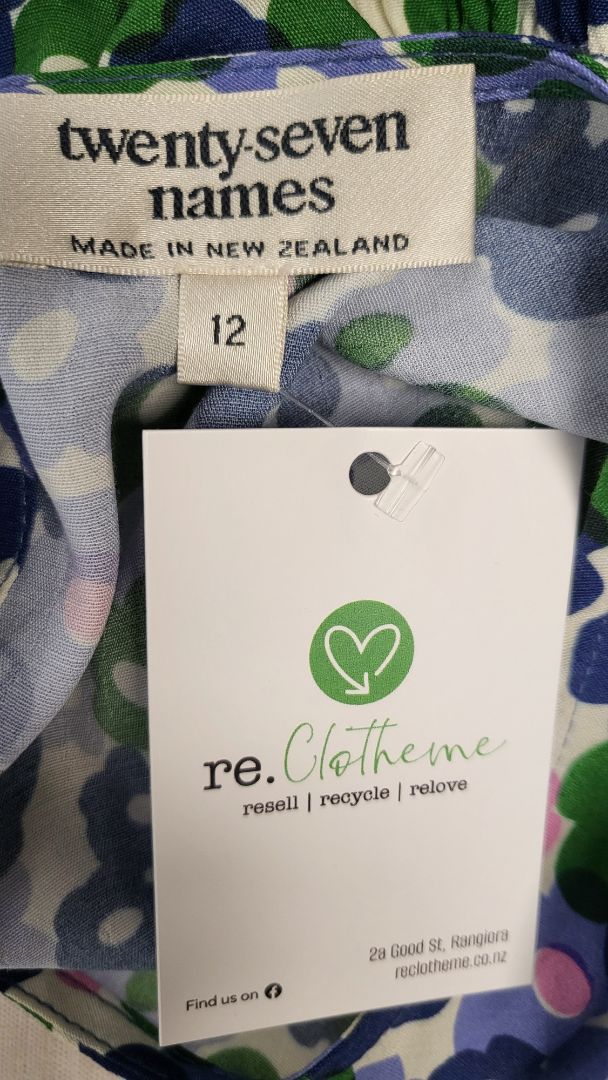 twenty-seven
names
MADE IN NEW ZEALAND
12
re.Clotheme
resell | recycle | relove
2a Good St, Rangiora
reclotheme.co.nz
Find us on